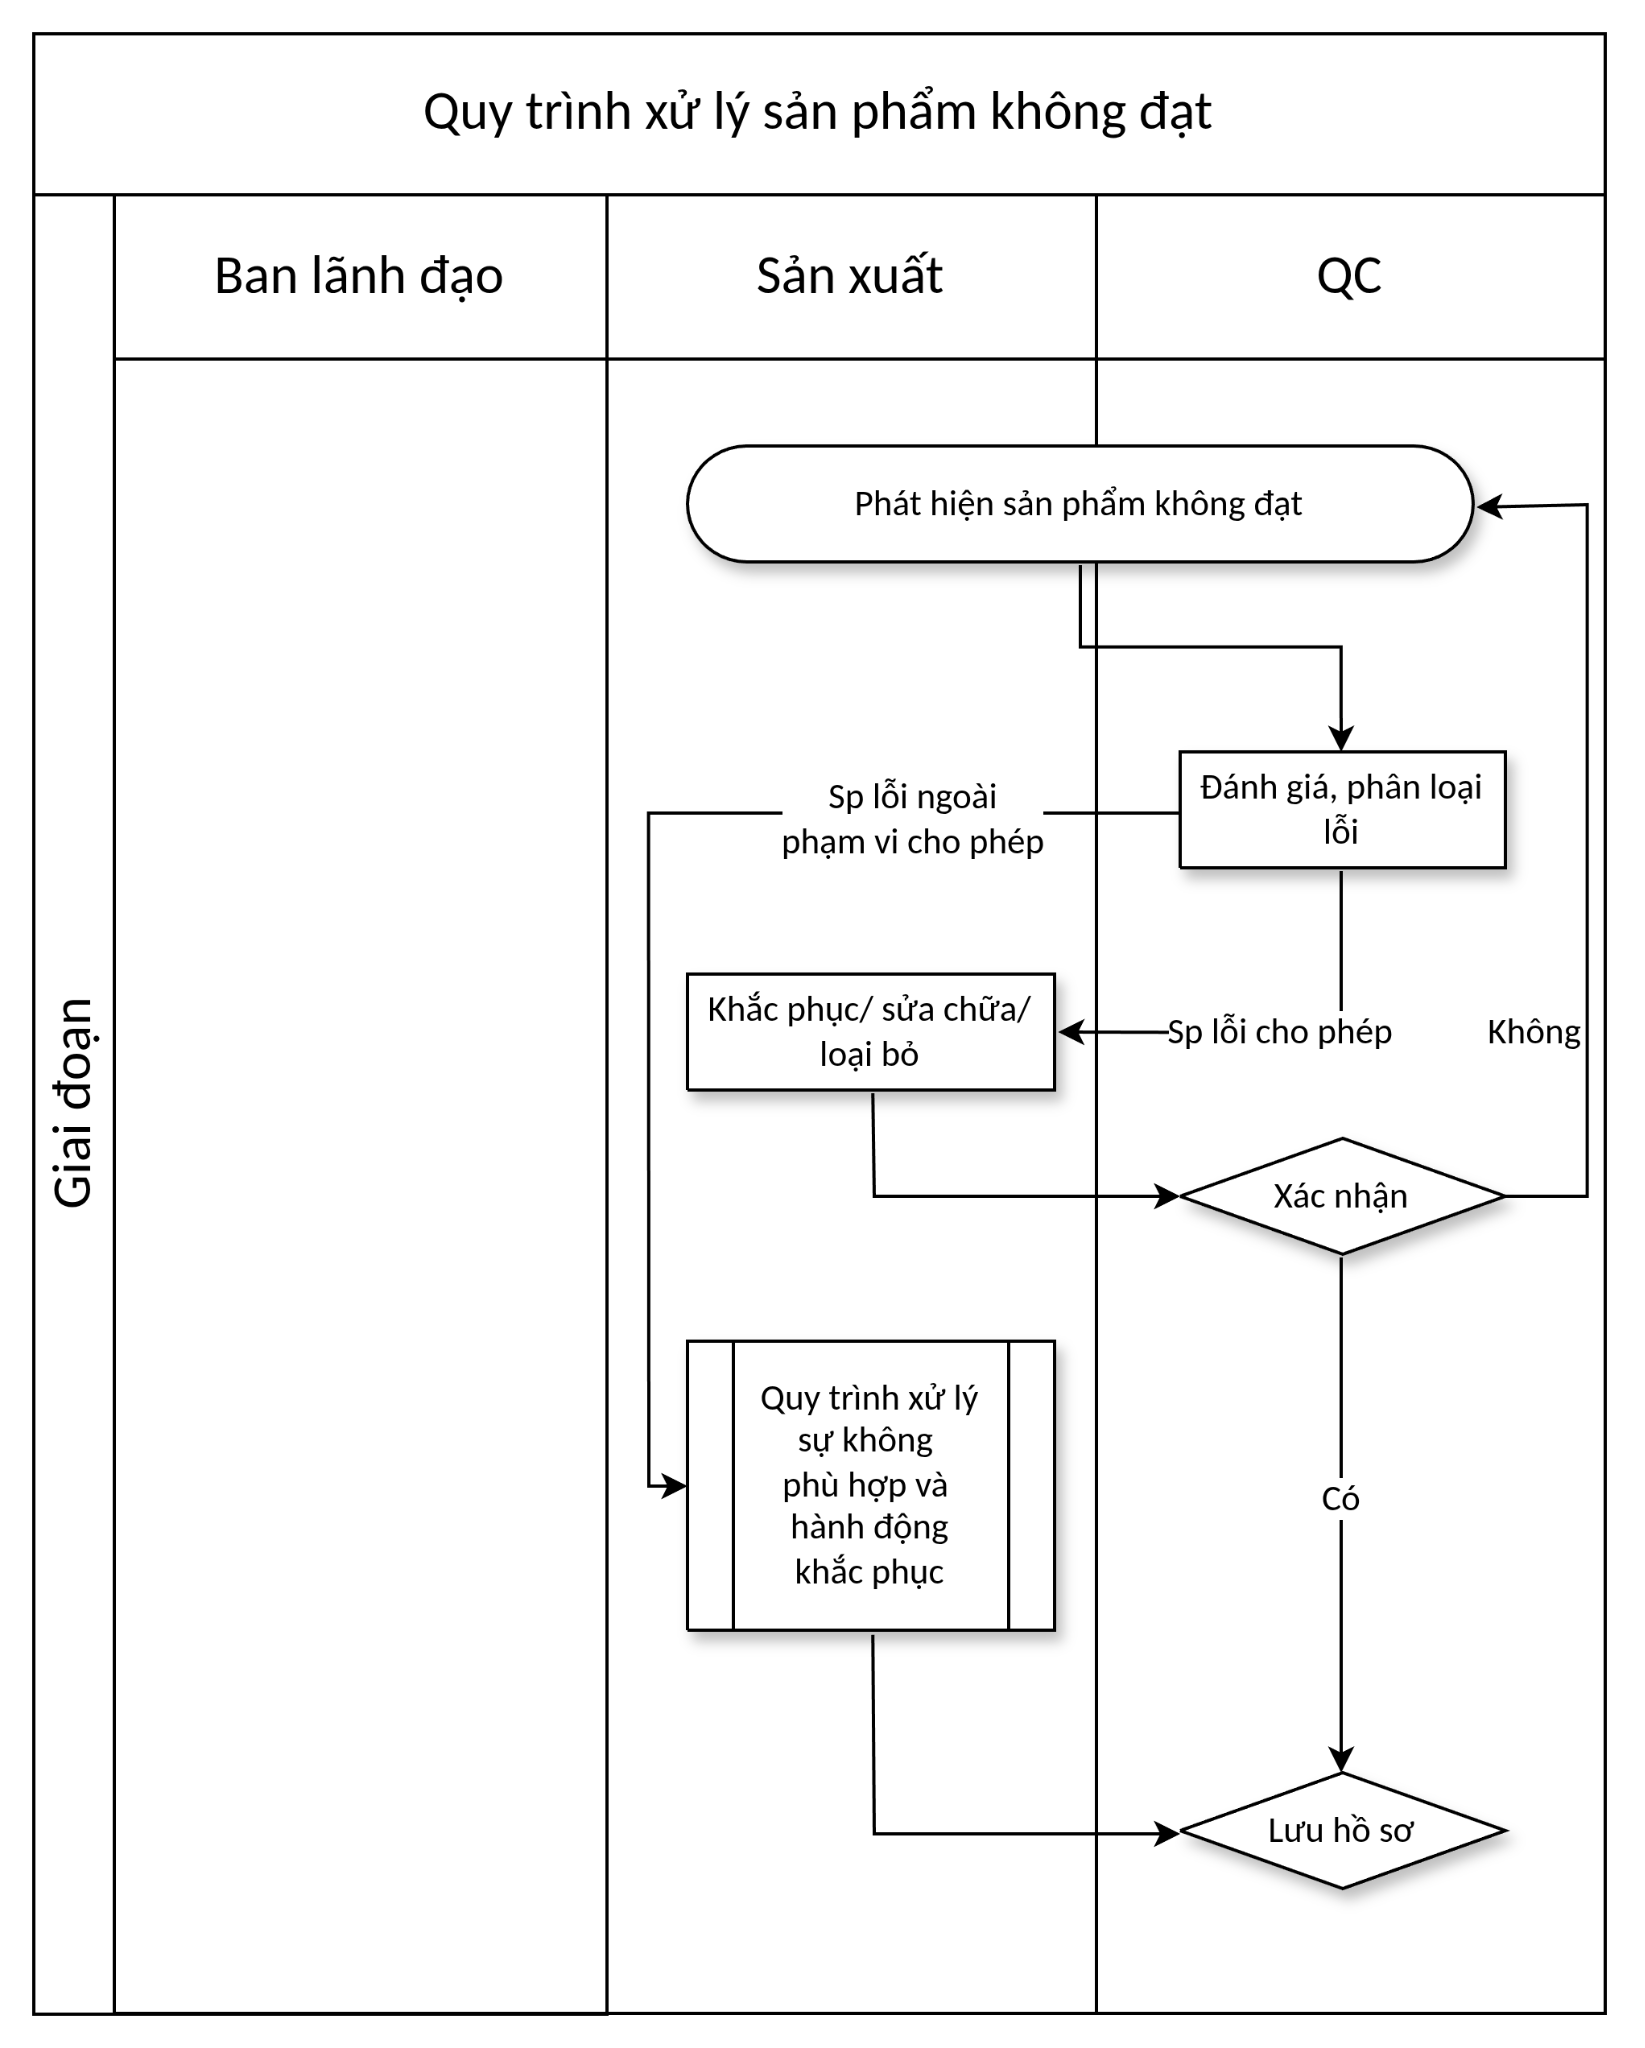 Quy trình xử lý sản phẩm không đạt
Ban lãnh đạo
Sản xuất
QC
Giai đoạn
Phát hiện sản phẩm không đạt
Đánh giá, phân loại
lỗi
Sp lỗi ngoài
phạm vi cho phép
Khắc phục/ sửa chữa/
loại bỏ
Sp lỗi cho phép
Không
Xác nhận
Quy trình xử lý
sự không
phù hợp và
hành động
khắc phục
Có
Lưu hồ sơ